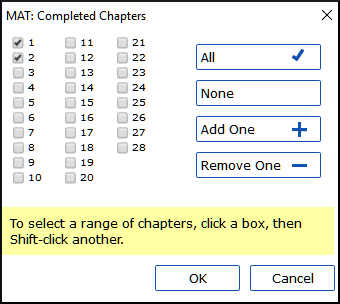 MAT: Completed Chapters
1 11 21
2 12 22
3 13 23
4 14 24
5 15 25
6 16 26
7 17 27
8 18 28
9 19
10 20
All
None
Add One
Remove One
To select a range of chapters, click a box, then
Shift-click another.
OK Cancel